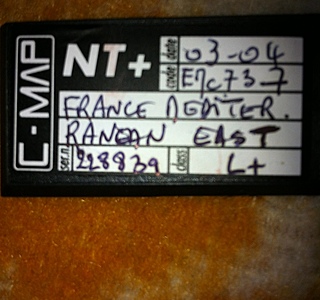 C-MAP
NT+
date 03-04
code E7c73-7
FRANCE MEDITER.
RANEAN EAST
ser.n 228839
class L+